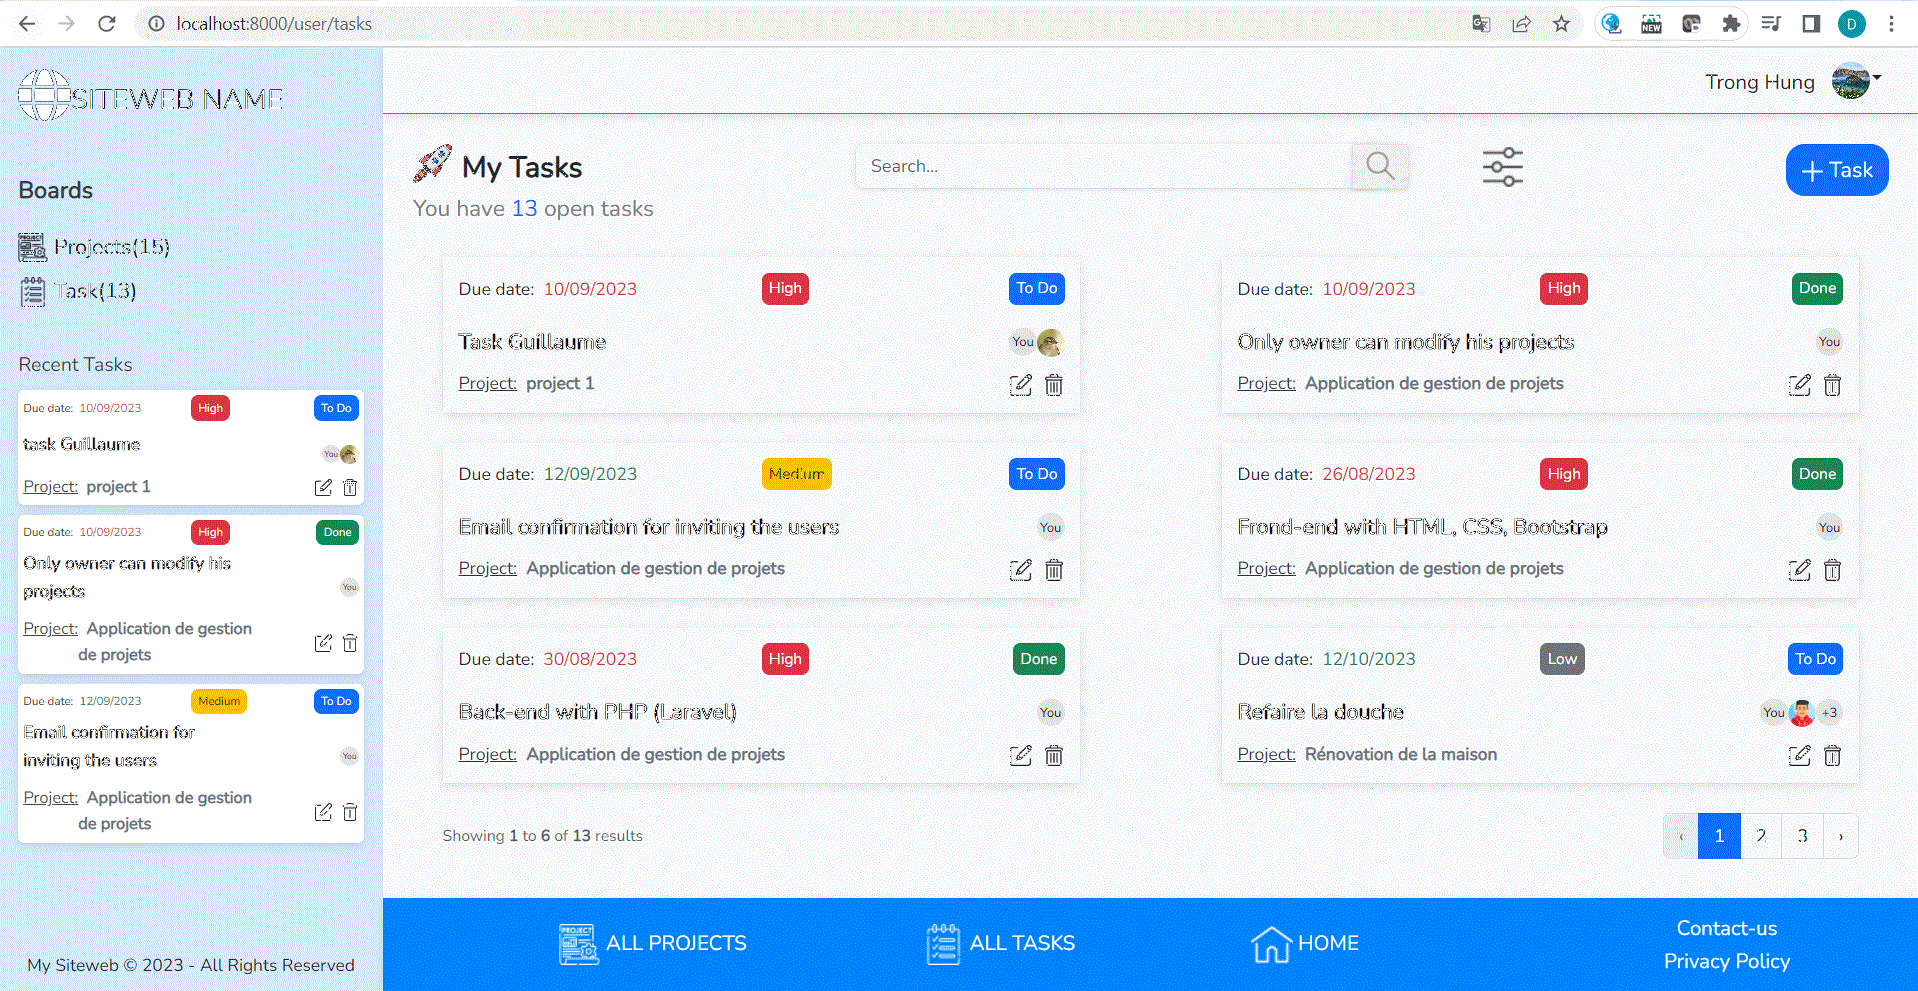 localhost:8000/user/tasks
NEW
D
SITEWEB NAME
Trong Hung
Boards
Projects(15)
Task(13)
Recent Tasks
Due date: 10/09/2023 High To Do
task Guillaume
You
Project: project 1
Due date: 10/09/2023 High Done
Only owner can modify his
projects
You
Project: Application de gestion
de projets
Due date: 12/09/2023 Medium To Do
Email confirmation for
inviting the users
You
Project: Application de gestion
de projets
My Siteweb © 2023 - All Rights Reserved
My Tasks
Search...
+ Task
You have 13 open tasks
Due date: 10/09/2023 High To Do
Task Guillaume
You
Project: project 1
Due date: 10/09/2023 High Done
Only owner can modify his projects
You
Project: Application de gestion de projets
Due date: 12/09/2023 Medium To Do
Email confirmation for inviting the users
You
Project: Application de gestion de projets
Due date: 26/08/2023 High Done
Frond-end with HTML, CSS, Bootstrap
You
Project: Application de gestion de projets
Due date: 30/08/2023 High Done
Back-end with PHP (Laravel)
You
Project: Application de gestion de projets
Due date: 12/10/2023 Low To Do
Refaire la douche
You +3
Project: Rénovation de la maison
Showing 1 to 6 of 13 results
‹ 1 2 3 ›
PROJECT
ALL PROJECTS
ALL TASKS
HOME
Contact-us
Privacy Policy